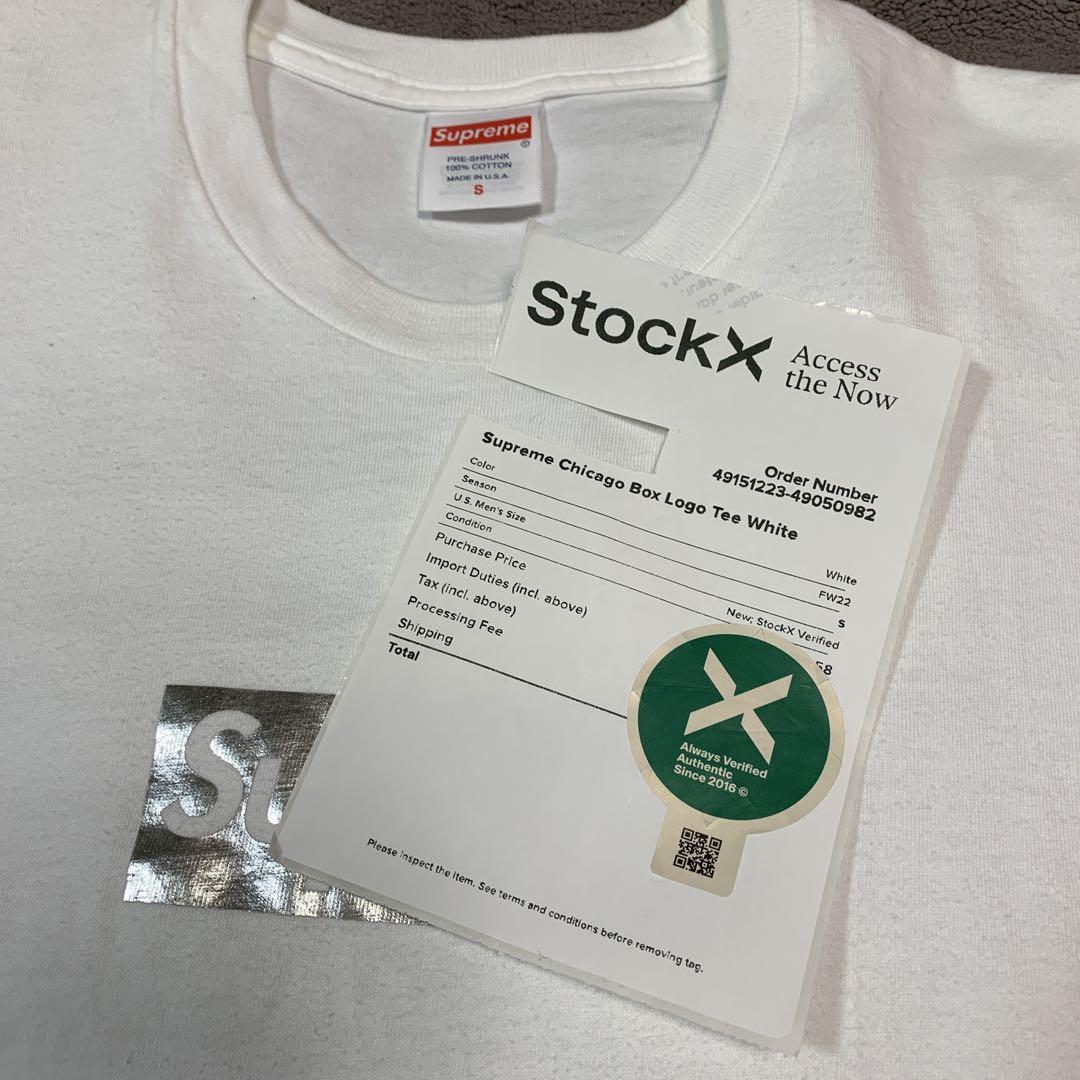 Supreme
®
PRE-SHRUNK
100% COTTON
MADE IN U.S.A.
S
StockX
Access
the Now
Order Number
49151223-49050982
Supreme Chicago Box Logo Tee White
Color White
Season FW22
U.S. Men's Size S
Condition New; StockX Verified
Purchase Price 58
Import Duties (incl. above)
Tax (incl. above)
Processing Fee
Shipping
Total
X
Always Verified
Authentic
Since 2016 ©
Su
Please inspect the item. See terms and conditions before removing tag.